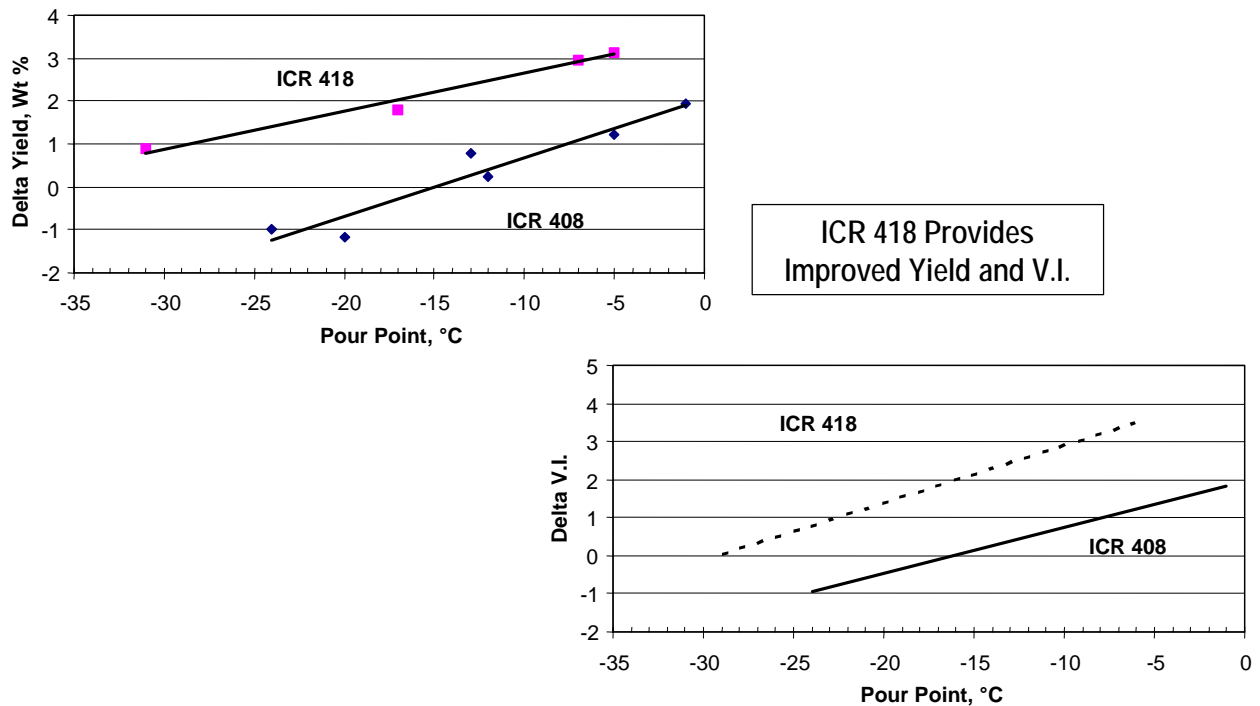 4
3
2
1
0
-1
-2
Delta Yield, Wt %
ICR 418
ICR 408
-35 -30 -25 -20 -15 -10 -5 0
Pour Point, °C
ICR 418 Provides
Improved Yield and V.I.
5
4
3
2
1
0
-1
-2
Delta V.I.
ICR 418
ICR 408
-35 -30 -25 -20 -15 -10 -5 0
Pour Point, °C